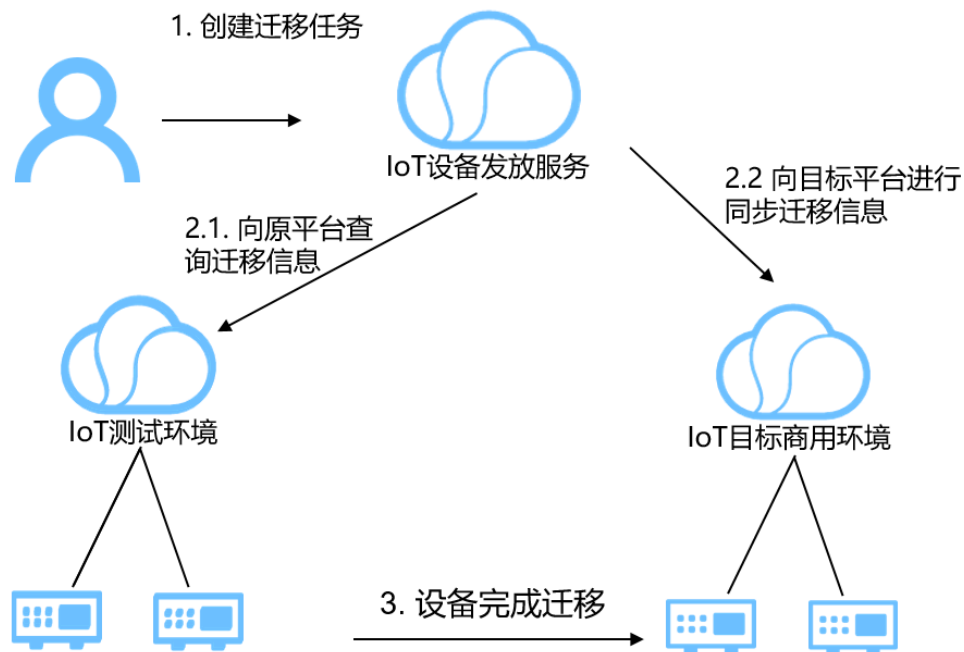 1. 创建迁移任务
IoT设备发放服务
2.2 向目标平台进行
同步迁移信息
2.1. 向原平台查
询迁移信息
IoT测试环境
IoT目标商用环境
3. 设备完成迁移